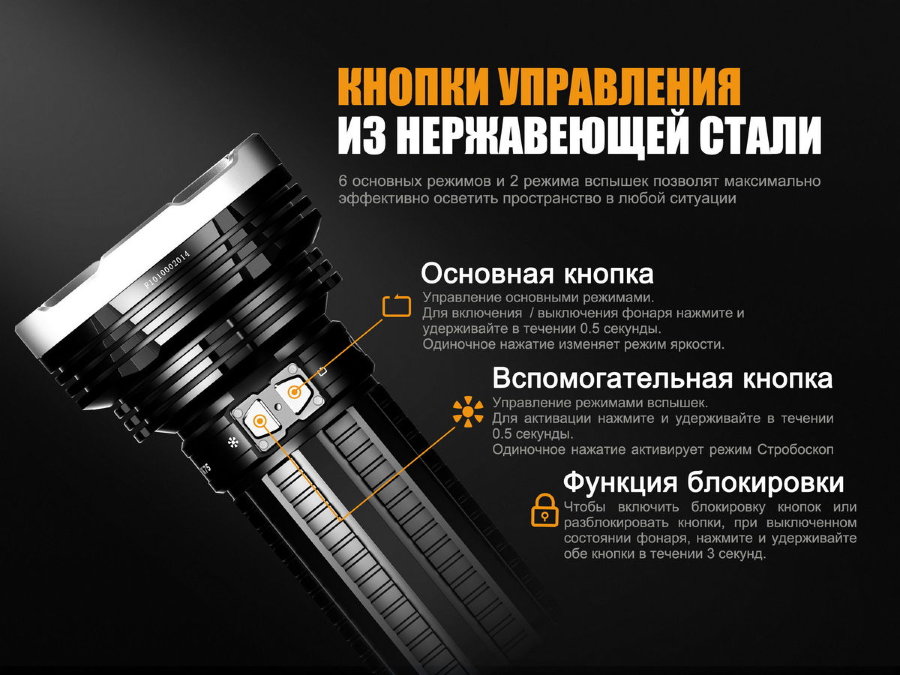 КНОПКИ УПРАВЛЕНИЯ
ИЗ НЕРЖАВЕЮЩЕЙ СТАЛИ
6 основных режимов и 2 режима вспышек позволят максимально
эффективно осветить пространство в любой ситуации
F1010002014
Основная кнопка
Управление основными режимами.
Для включения / выключения фонаря нажмите и
удерживайте в течении 0.5 секунды.
Одиночное нажатие изменяет режим яркости.
Вспомогательная кнопка
Управление режимами вспышек.
Для активации нажмите и удерживайте в течении
0.5 секунды.
Одиночное нажатие активирует режим Стробоскоп
Функция блокировки
Чтобы включить блокировку кнопок или
разблокировать кнопки, при выключенном
состоянии фонаря, нажмите и удерживайте
обе кнопки в течении 3 секунд.